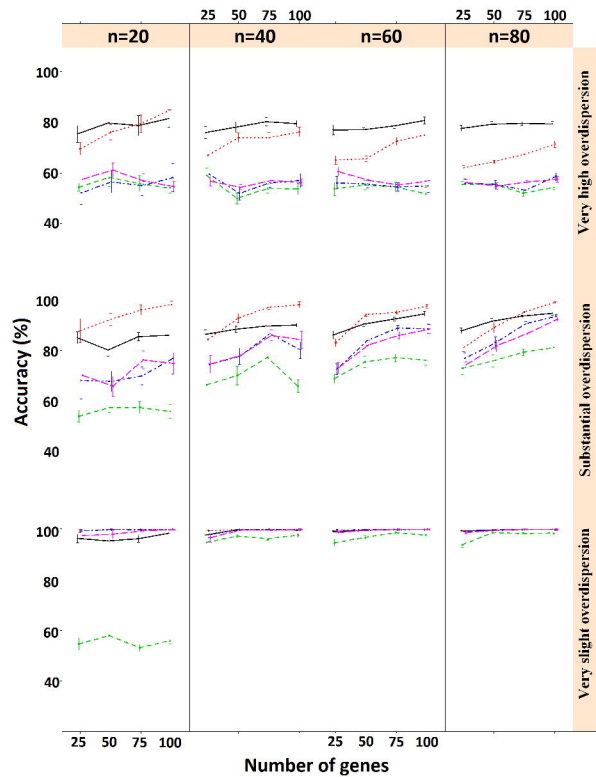 25 50 75 100 25 50 75 100
n=20 n=40 n=60 n=80
100
80
60
40
Very high overdispersion
100
80
60
40
Substantial overdispersion
100
80
60
40
Very slight overdispersion
Accuracy (%)
25 50 75 100 25 50 75 100
Number of genes